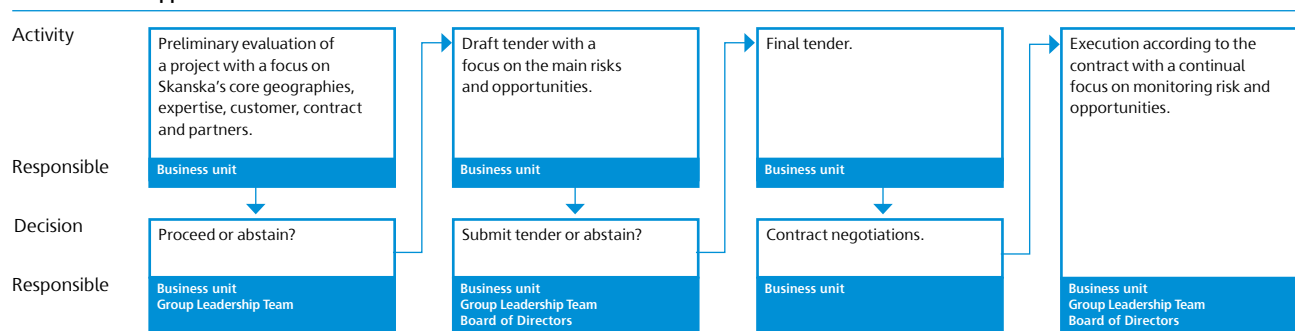 Activity
Preliminary evaluation of
a project with a focus on
Skanska's core geographies,
expertise, customer, contract
and partners.
Draft tender with a
focus on the main risks
and opportunities.
Final tender.
Execution according to the
contract with a continual
focus on monitoring risk and
opportunities.
Responsible
Business unit
Business unit
Business unit
Decision
Proceed or abstain?
Submit tender or abstain?
Contract negotiations.
Responsible
Business unit
Group Leadership Team
Business unit
Group Leadership Team
Board of Directors
Business unit
Business unit
Group Leadership Team
Board of Directors